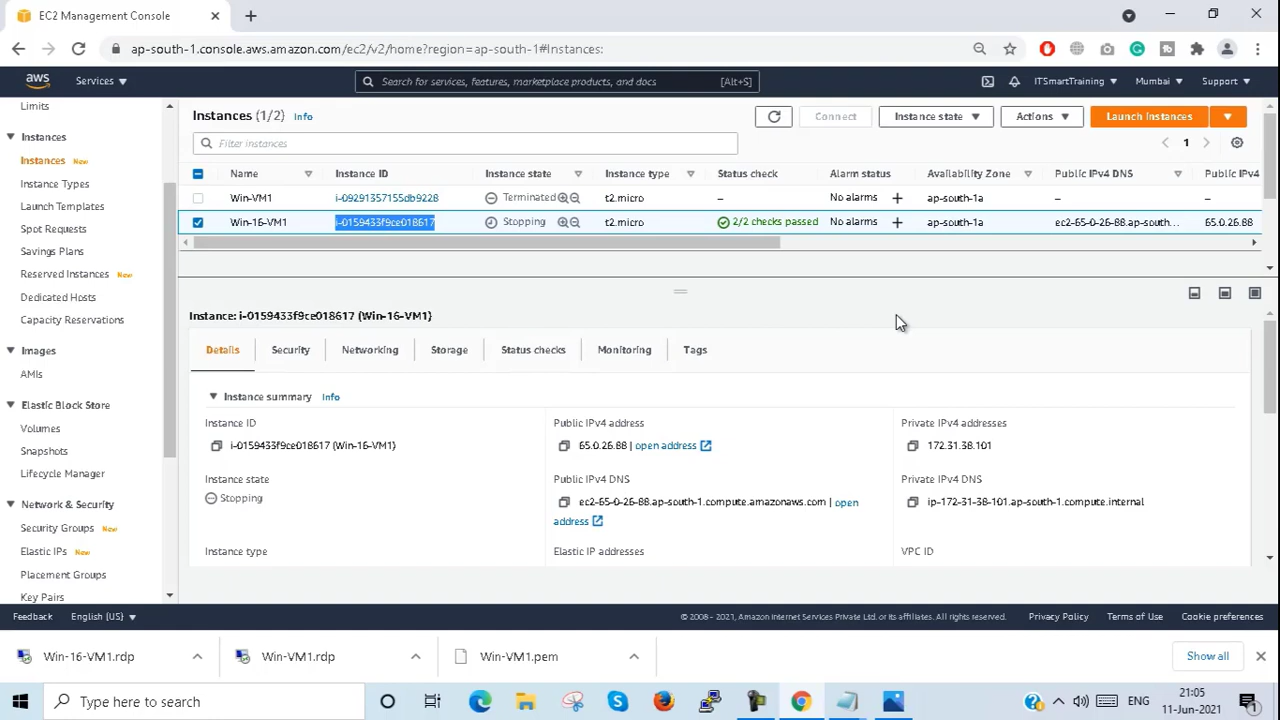 EC2 Management Console
ap-south-1.console.aws.amazon.com/ec2/v2/home?region=ap-south-1#Instances:
aws Services Search for services, features, marketplace products, and docs [Alt+S] ITSmartTraining Mumbai Support
Limits
Instances
Instances New
Instance Types
Launch Templates
Spot Requests
Savings Plans
Reserved Instances New
Dedicated Hosts
Capacity Reservations
Images
AMIs
Elastic Block Store
Volumes
Snapshots
Lifecycle Manager
Network & Security
Security Groups New
Elastic IPs New
Placement Groups
Key Pairs
Instances (1/2) Info Connect Instance state Actions Launch instances
Filter instances 1
Name Instance ID Instance state Instance type Status check Alarm status Availability Zone Public IPv4 DNS Public IPv4
Win-VM1 i-09291357155db9228 Terminated t2.micro – No alarms + ap-south-1a – –
Win-16-VM1 i-0159433f9ce018617 Stopping t2.micro 2/2 checks passed No alarms + ap-south-1a ec2-65-0-26-88.ap-south... 65.0.26.88
Instance: i-0159433f9ce018617 (Win-16-VM1)
Details Security Networking Storage Status checks Monitoring Tags
Instance summary Info
Instance ID
i-0159433f9ce018617 (Win-16-VM1)
Public IPv4 address
65.0.26.88 | open address
Private IPv4 addresses
172.31.38.101
Instance state
Stopping
Public IPv4 DNS
ec2-65-0-26-88.ap-south-1.compute.amazonaws.com | open
address
Private IPv4 DNS
ip-172-31-38-101.ap-south-1.compute.internal
Instance type Elastic IP addresses VPC ID
Feedback English (US) © 2008 - 2021, Amazon Internet Services Private Ltd. or its affiliates. All rights reserved. Privacy Policy Terms of Use Cookie preferences
Win-16-VM1.rdp Win-VM1.rdp Win-VM1.pem Show all
Type here to search ENG 21:05
11-Jun-2021